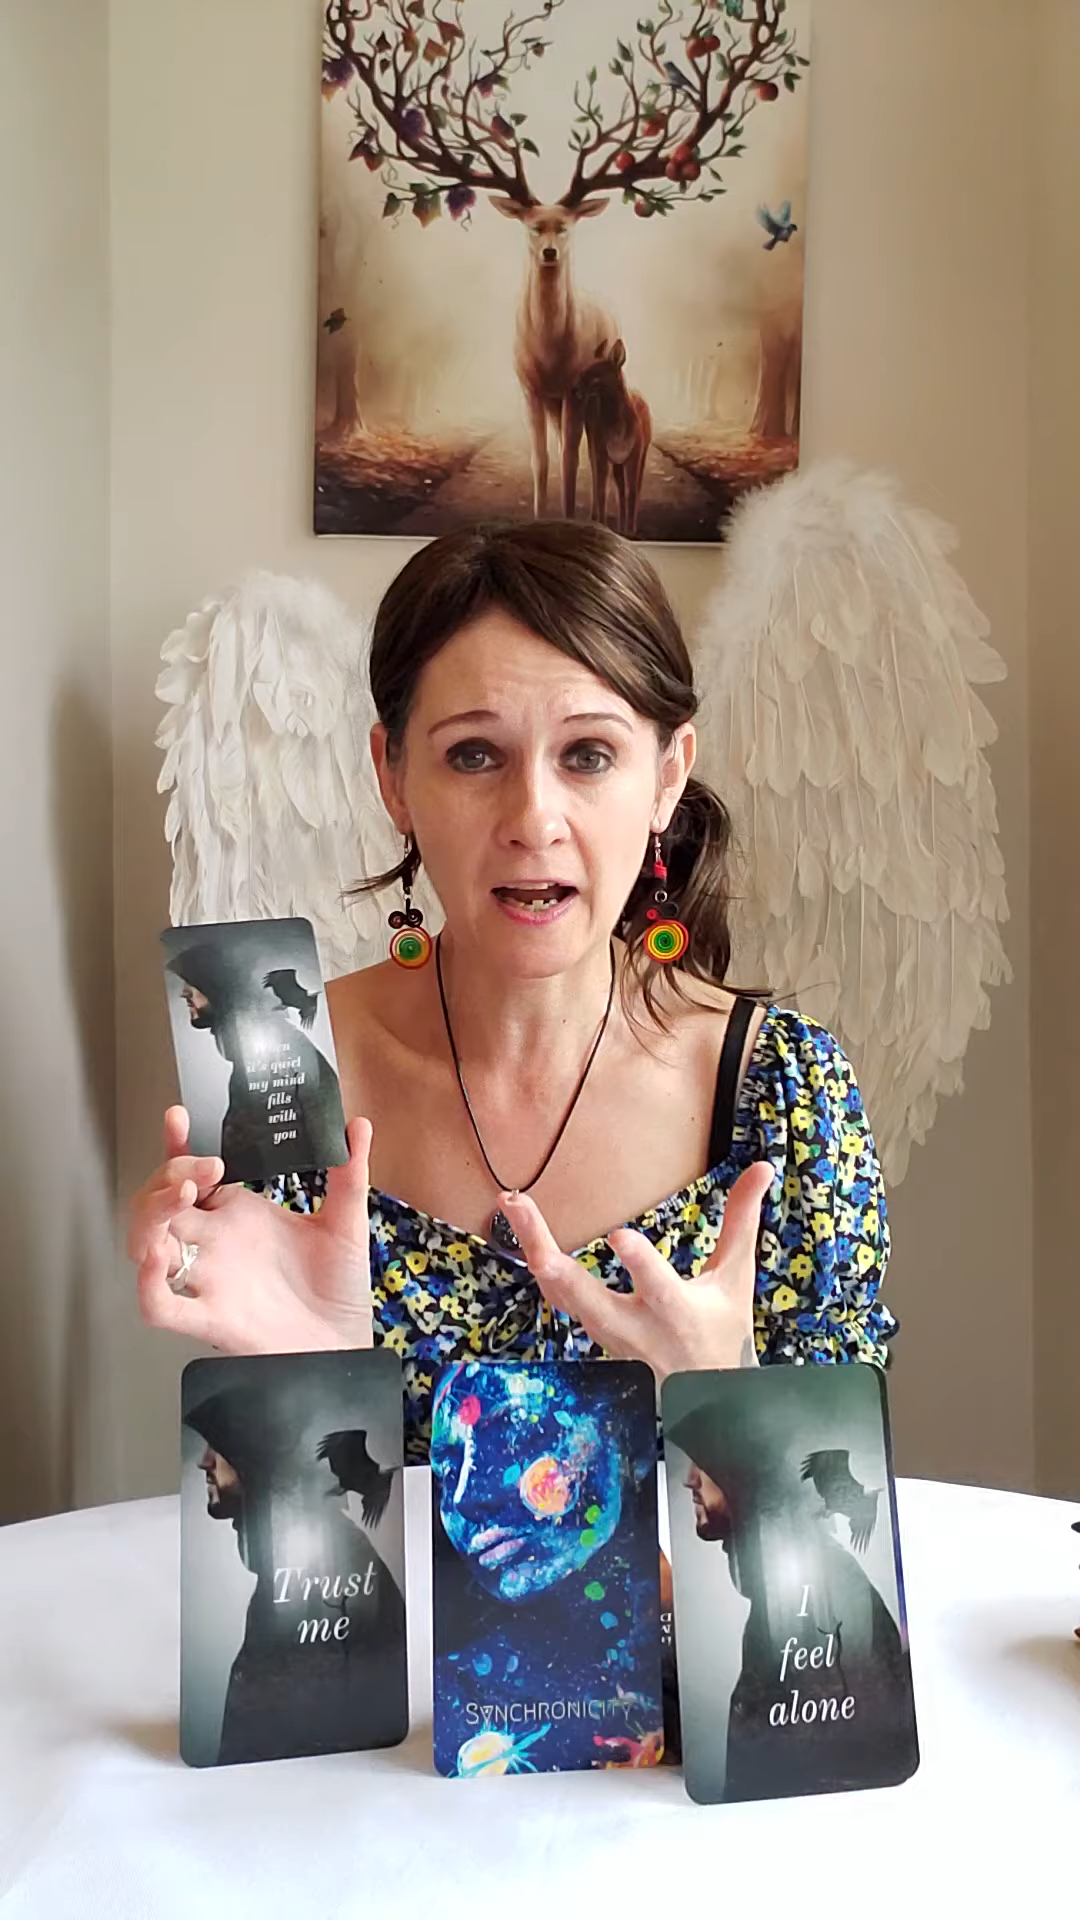 it's quiet
my mind
fills
with
you
Trust
me
SYNCHRONICITY
I
feel
alone